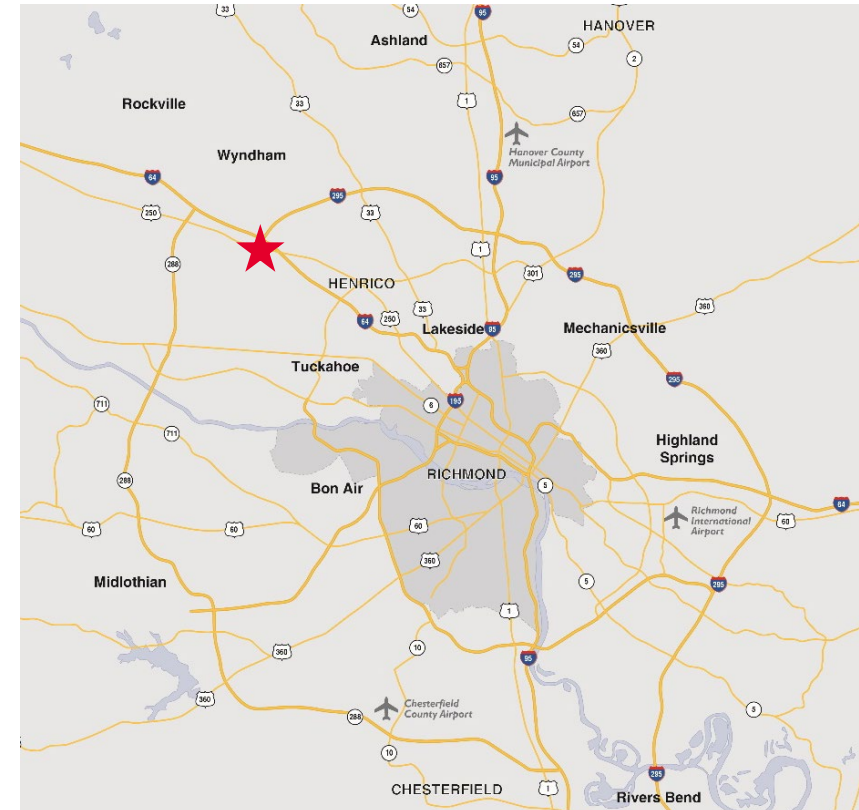 33
54
95
HANOVER
Ashland
54
657
2
1
33
Rockville
657
Wyndham
Hanover County
Municipal Airport
64
95
295
250
33
1
288
301
295
HENRICO
360
33
250
64
Lakeside
95
Mechanicsville
360
Tuckahoe
295
195
711
6
711
Highland
Springs
RICHMOND
288
Bon Air
5
64
Richmond
International
Airport
60
60
60
60
360
Midlothian
5
295
1
10
360
95
360
Chesterfield
County Airport
288
5
10
295
CHESTERFIELD
1
Rivers Bend